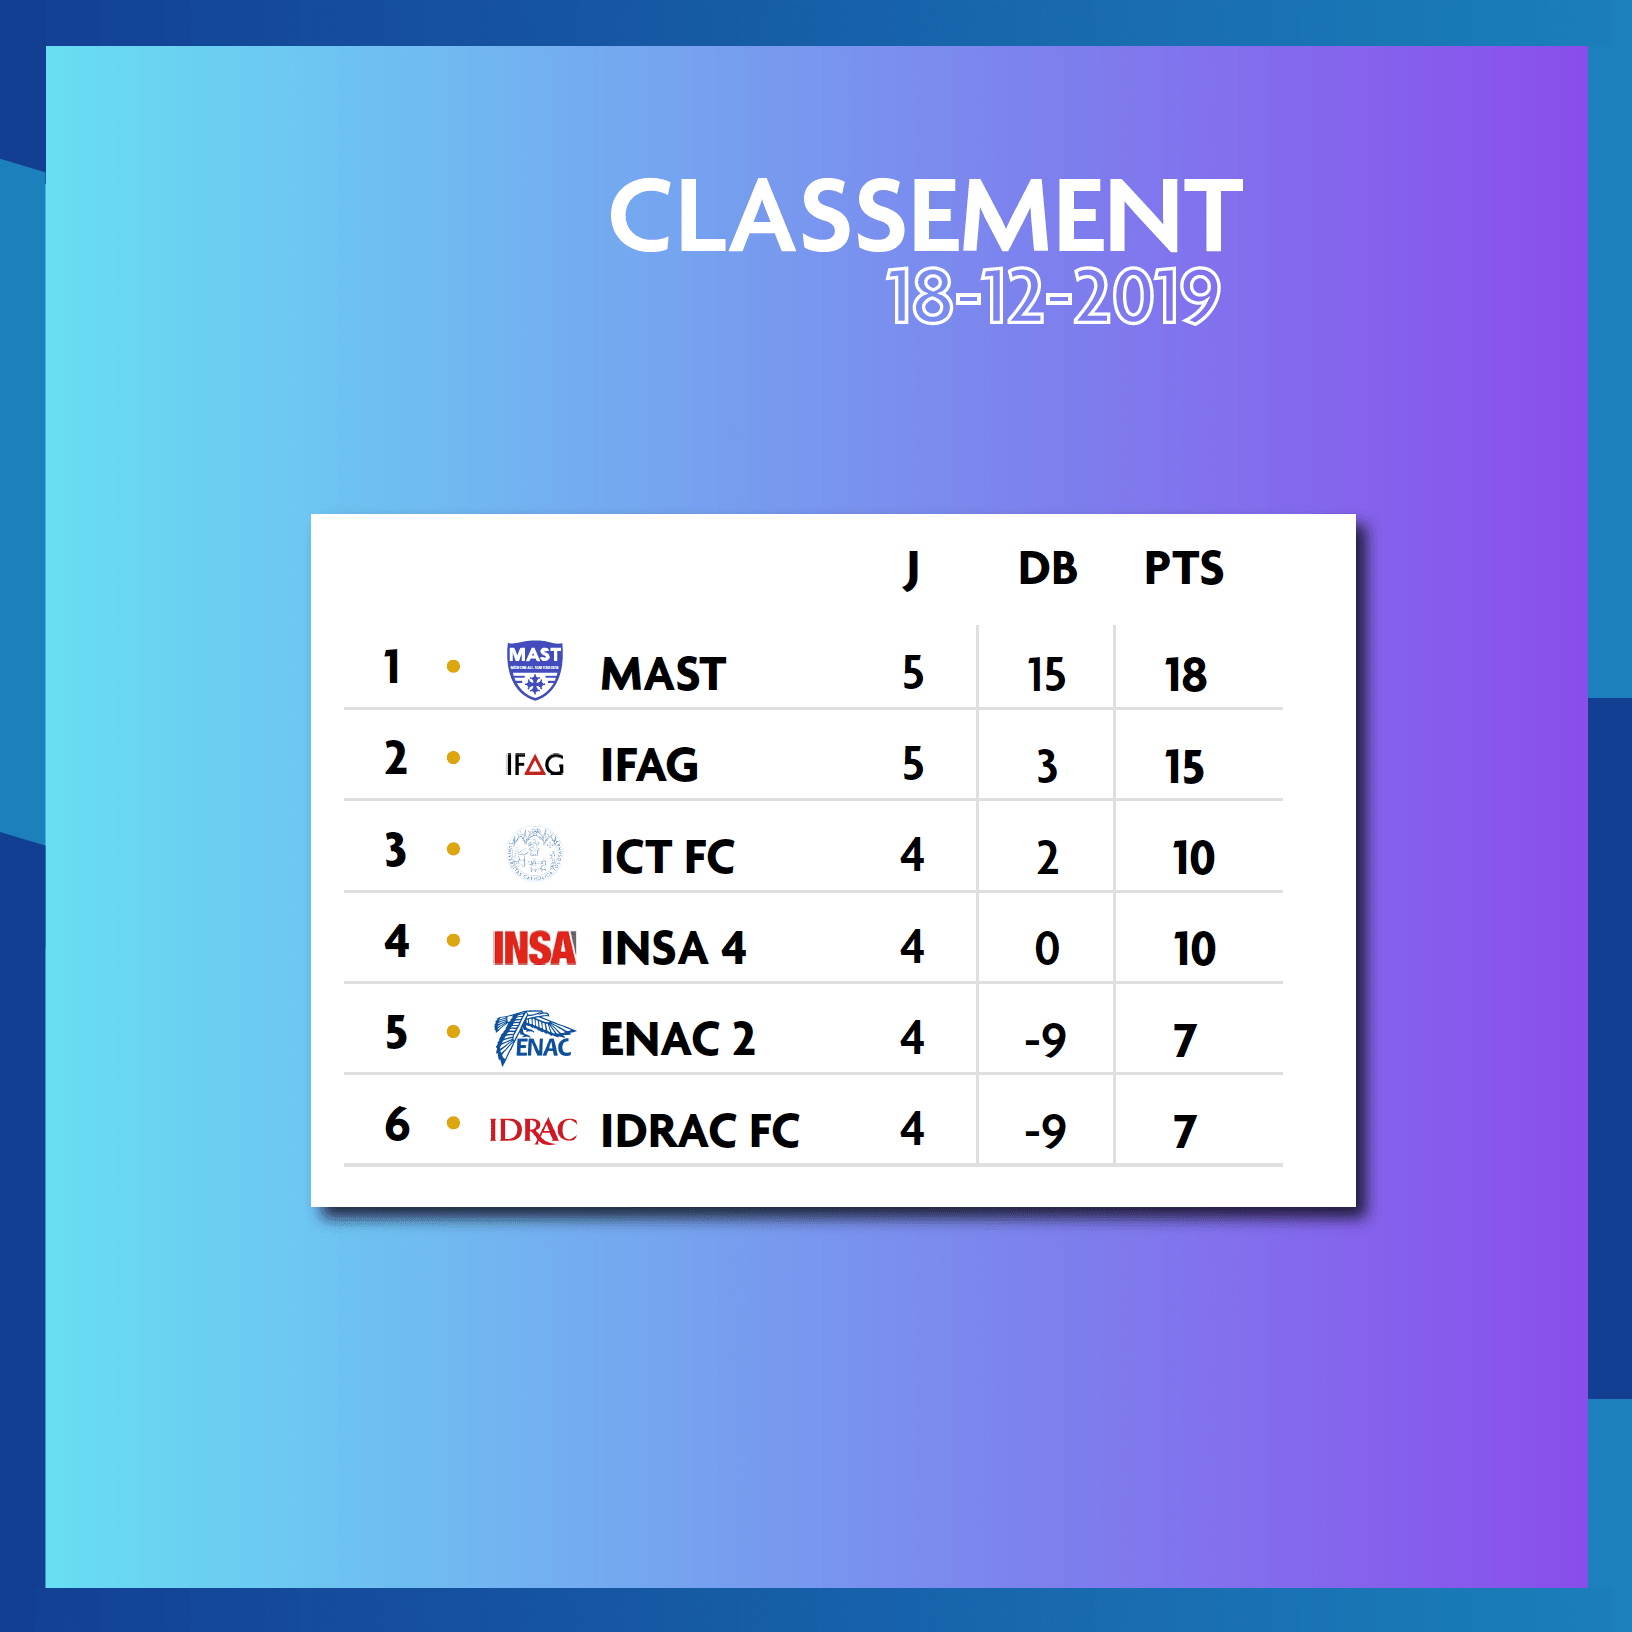 CLASSEMENT
18-12-2019
J DB PTS
1 • MAST MAST 5 15 18
2 • IFAG IFAG 5 3 15
3 • ICT FC 4 2 10
4 • INSA INSA 4 4 0 10
5 • ENAC ENAC 2 4 -9 7
6 • IDRAC IDRAC FC 4 -9 7